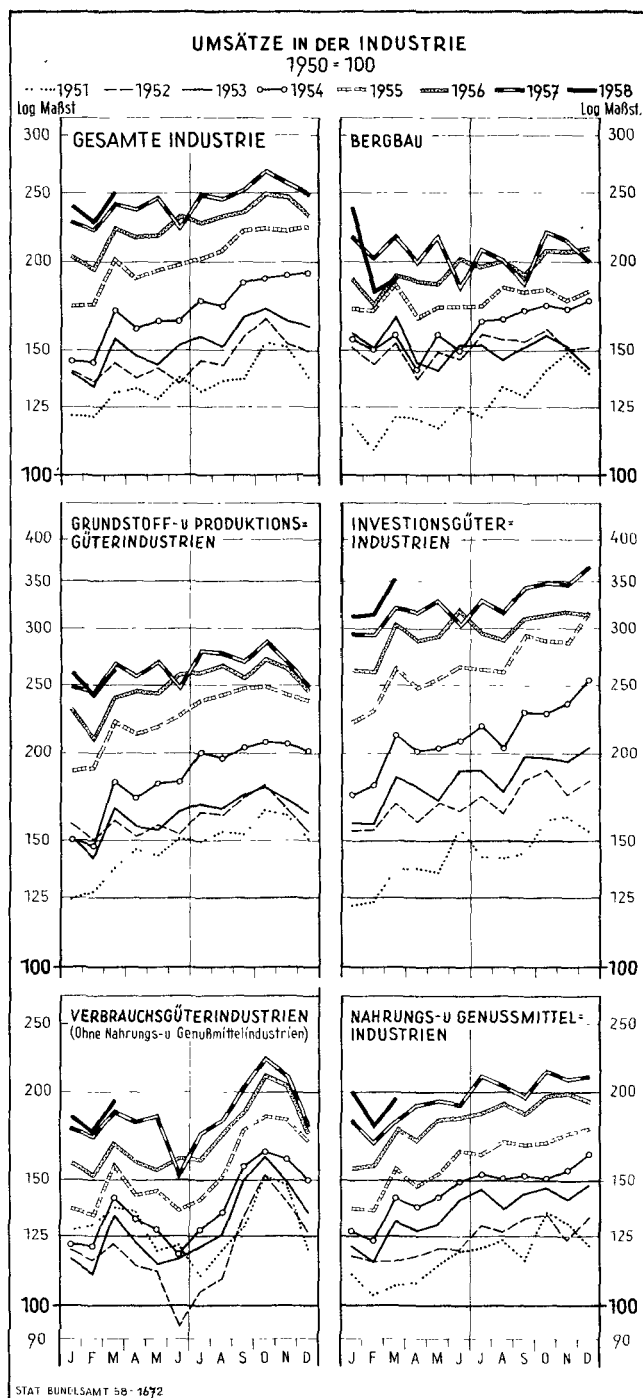 UMSÄTZE IN DER INDUSTRIE
1950 = 100
1951 1952 1953 1954 1955 1956 1957 1958
Log Maßst Log Maßst.
GESAMTE INDUSTRIE
300
250
200
150
125
100
BERGBAU
300
250
200
150
125
100
GRUNDSTOFF- u PRODUKTIONS=
GÜTERINDUSTRIEN
400
350
300
250
200
150
125
100
INVESTIONSGÜTER=
INDUSTRIEN
400
350
300
250
200
150
125
100
VERBRAUCHSGÜTERINDUSTRIEN
(Ohne Nahrungs- u Genußmittelindustrien)
250
200
150
125
100
90
J F M A M J J A S O N D
NAHRUNGS- u GENUSSMITTEL=
INDUSTRIEN
250
200
150
125
100
90
J F M A M J J A S O N D
STAT BUNDESAMT 58 - 1672